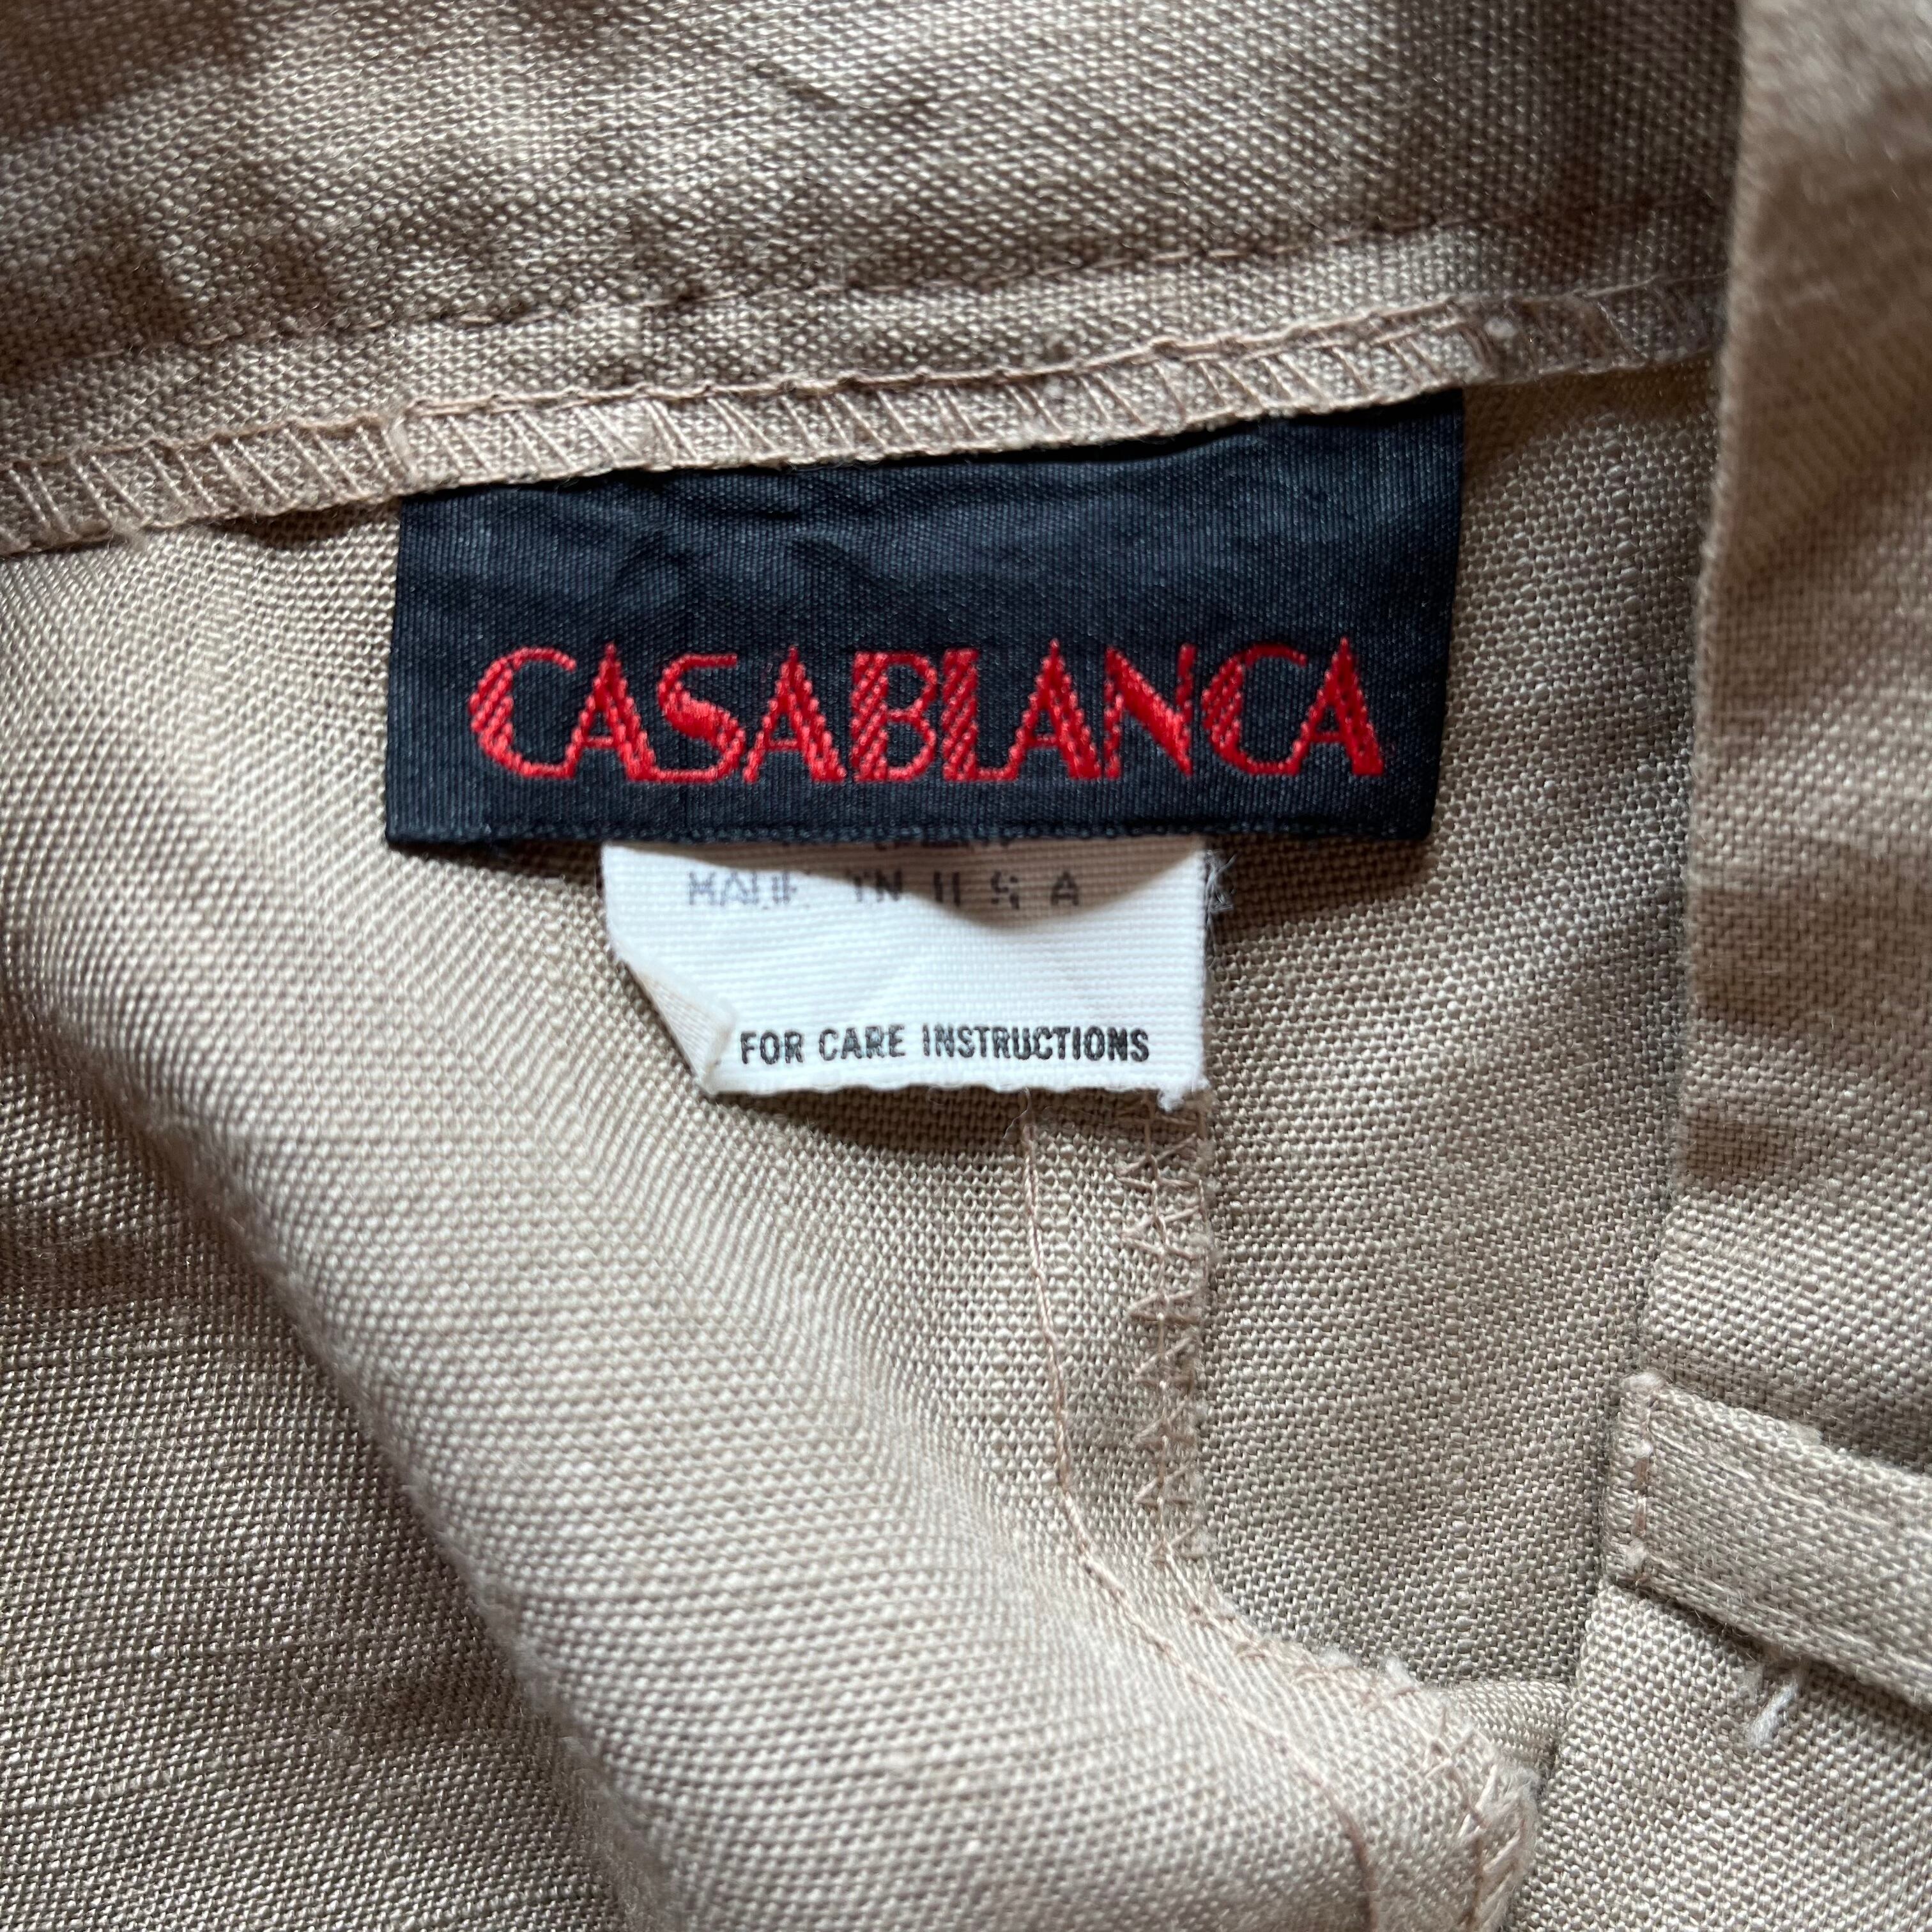 CASABLANCA
MADE IN U S A
FOR CARE INSTRUCTIONS